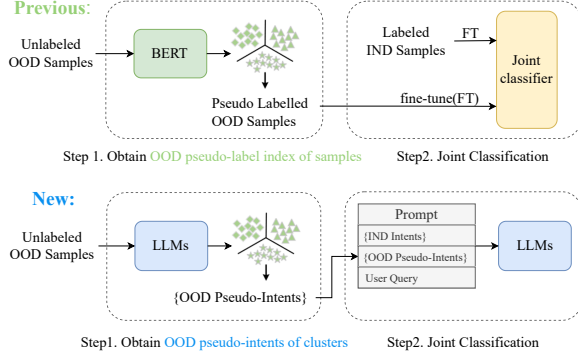 Previous:
Unlabeled
OOD Samples
BERT
Pseudo Labelled
OOD Samples
Labeled
IND Samples
FT
fine-tune(FT)
Joint
classifier
Step 1. Obtain OOD pseudo-label index of samples
Step2. Joint Classification
New:
Unlabeled
OOD Samples
LLMs
{OOD Pseudo-Intents}
Prompt
{IND Intents}
{OOD Pseudo-Intents}
User Query
LLMs
Step1. Obtain OOD pseudo-intents of clusters
Step2. Joint Classification